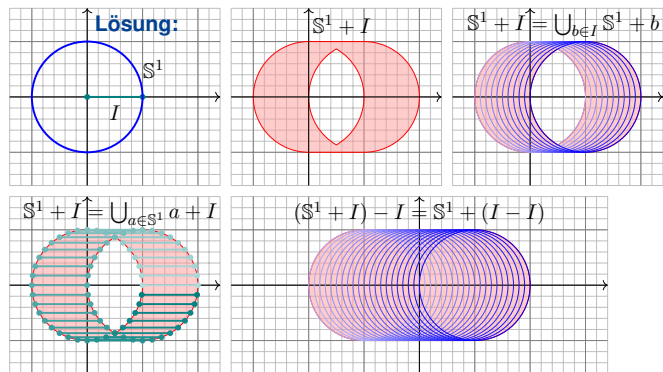 Lösung:
𝕊¹
I
𝕊¹ + I
𝕊¹ + I = ⋃_{b∈I} 𝕊¹ + b
𝕊¹ + I = ⋃_{a∈𝕊¹} a + I
(𝕊¹ + I) − I = 𝕊¹ + (I − I)